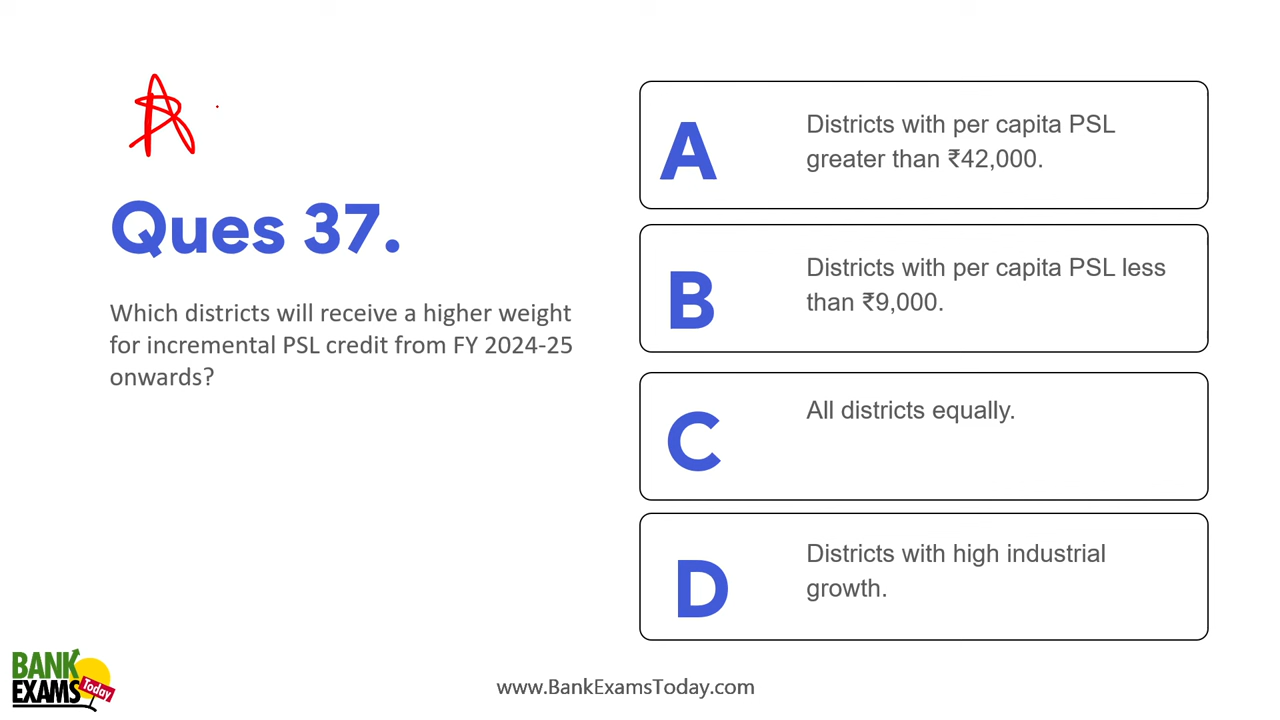 Ques 37.
Which districts will receive a higher weight
for incremental PSL credit from FY 2024-25
onwards?
A
Districts with per capita PSL
greater than ₹42,000.
B
Districts with per capita PSL less
than ₹9,000.
C
All districts equally.
D
Districts with high industrial
growth.
BANK
EXAMS
Today
www.BankExamsToday.com